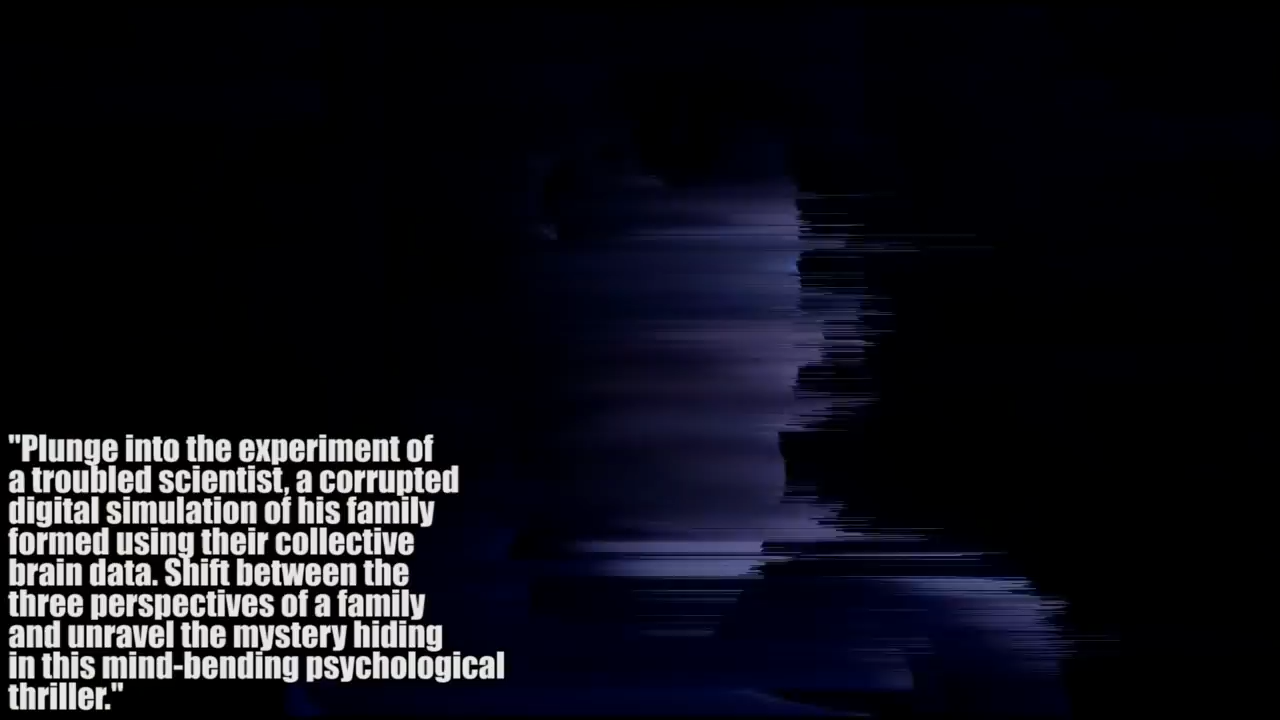 "Plunge into the experiment of
a troubled scientist, a corrupted
digital simulation of his family
formed using their collective
brain data. Shift between the
three perspectives of a family
and unravel the mystery hiding
in this mind-bending psychological
thriller."